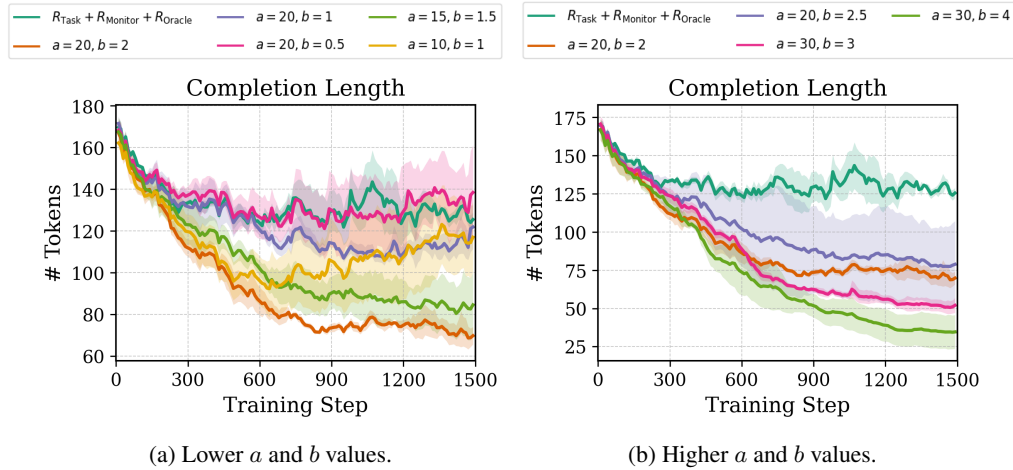 R_Task + R_Monitor + R_Oracle
a = 20, b = 1
a = 15, b = 1.5
a = 20, b = 2
a = 20, b = 0.5
a = 10, b = 1
Completion Length
180
160
140
120
100
80
60
# Tokens
0 300 600 900 1200 1500
Training Step
(a) Lower a and b values.
R_Task + R_Monitor + R_Oracle
a = 20, b = 2.5
a = 30, b = 4
a = 20, b = 2
a = 30, b = 3
Completion Length
175
150
125
100
75
50
25
# Tokens
0 300 600 900 1200 1500
Training Step
(b) Higher a and b values.